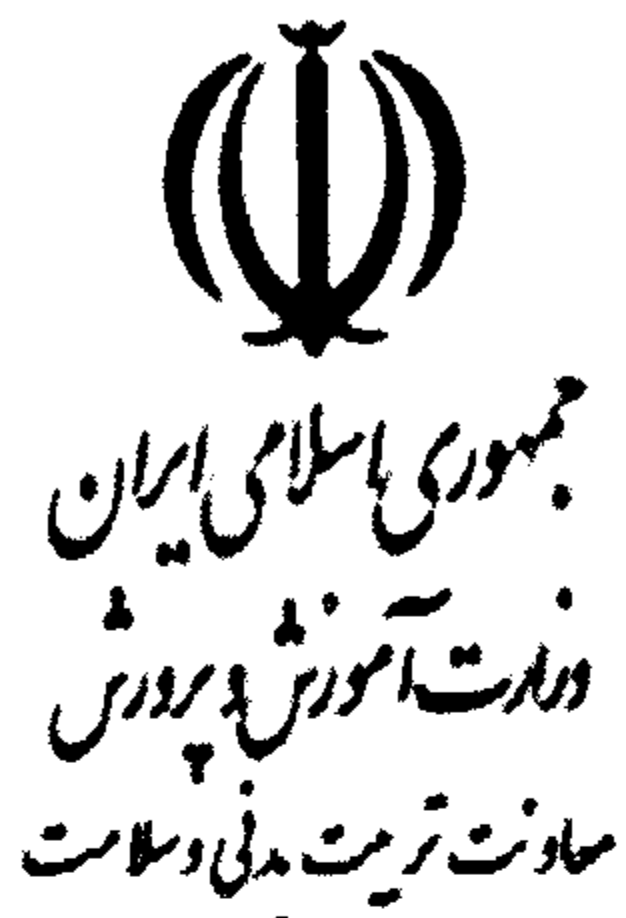 جمهوری اسلامی ایران
وزارت آموزش و پرورش
معاونت تربیت بدنی و سلامت